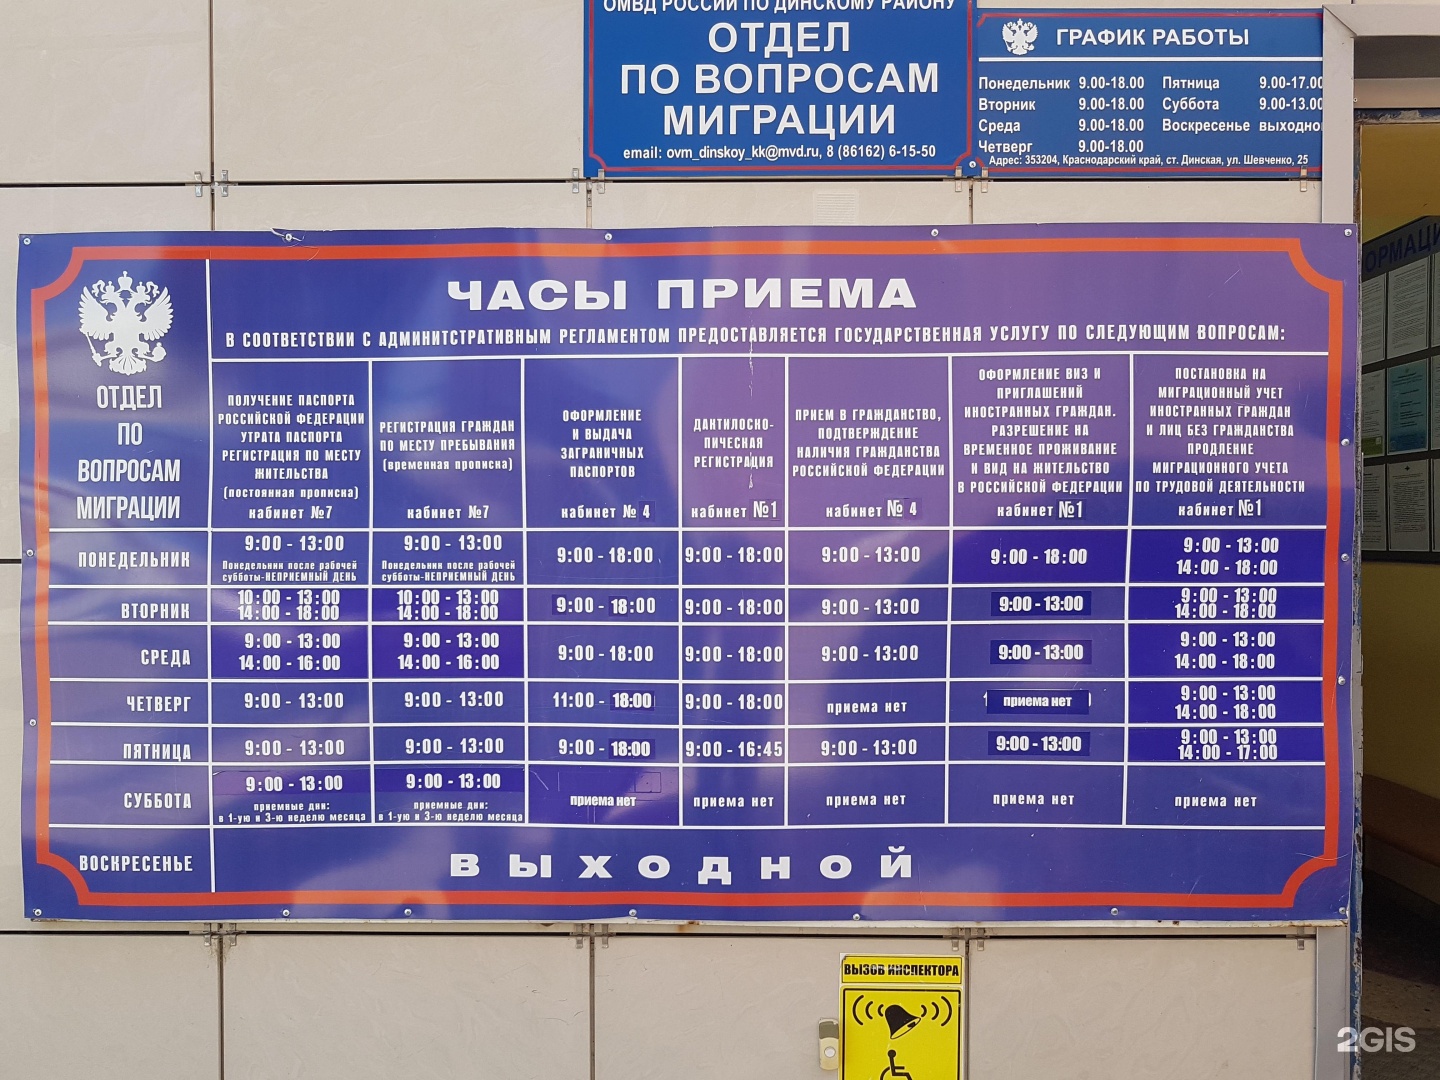 ОМВД РОССИИ ПО ДИНСКОМУ РАЙОНУ
ОТДЕЛ
ПО ВОПРОСАМ
МИГРАЦИИ
email: ovm_dinskoy_kk@mvd.ru, 8 (86162) 6-15-50
ГРАФИК РАБОТЫ
Понедельник 9.00-18.00 Пятница 9.00-17.00
Вторник 9.00-18.00 Суббота 9.00-13.00
Среда 9.00-18.00 Воскресенье выходно
Четверг 9.00-18.00
Адрес: 353204, Краснодарский край, ст. Динская, ул. Шевченко, 25
ОТДЕЛ
ПО
ВОПРОСАМ
МИГРАЦИИ
ЧАСЫ ПРИЕМА
В СООТВЕТСТВИИ С АДМИНИТСТРАТИВНЫМ РЕГЛАМЕНТОМ ПРЕДОСТАВЛЯЕТСЯ ГОСУДАРСТВЕННАЯ УСЛУГУ ПО СЛЕДУЮЩИМ ВОПРОСАМ:
ПОЛУЧЕНИЕ ПАСПОРТА
РОССИЙСКОЙ ФЕДЕРАЦИИ
УТРАТА ПАСПОРТА
РЕГИСТРАЦИЯ ПО МЕСТУ
ЖИТЕЛЬСТВА
(постоянная прописка)
кабинет №7
РЕГИСТРАЦИЯ ГРАЖДАН
ПО МЕСТУ ПРЕБЫВАНИЯ
(временная прописка)
кабинет №7
ОФОРМЛЕНИЕ
И ВЫДАЧА
ЗАГРАНИЧНЫХ
ПАСПОРТОВ
кабинет № 4
ДАКТИЛОСКО-
ПИЧЕСКАЯ
РЕГИСТРАЦИЯ
кабинет №1
ПРИЕМ В ГРАЖДАНСТВО,
ПОДТВЕРЖДЕНИЕ
НАЛИЧИЯ ГРАЖДАНСТВА
РОССИЙСКОЙ ФЕДЕРАЦИИ
кабинет № 4
ОФОРМЛЕНИЕ ВИЗ И
ПРИГЛАШЕНИЙ
ИНОСТРАННЫХ ГРАЖДАН.
РАЗРЕШЕНИЕ НА
ВРЕМЕННОЕ ПРОЖИВАНИЕ
И ВИД НА ЖИТЕЛЬСТВО
В РОССИЙСКОЙ ФЕДЕРАЦИИ
кабинет №1
ПОСТАНОВКА НА
МИГРАЦИОННЫЙ УЧЕТ
ИНОСТРАННЫХ ГРАЖДАН
И ЛИЦ БЕЗ ГРАЖДАНСТВА
ПРОДЛЕНИЕ
МИГРАЦИОННОГО УЧЕТА
ПО ТРУДОВОЙ ДЕЯТЕЛЬНОСТИ
кабинет №1
ПОНЕДЕЛЬНИК
9:00 - 13:00
Понедельник после рабочей
субботы-НЕПРИЕМНЫЙ ДЕНЬ
9:00 - 13:00
Понедельник после рабочей
субботы-НЕПРИЕМНЫЙ ДЕНЬ
9:00 - 18:00
9:00 - 18:00
9:00 - 13:00
9:00 - 18:00
9:00 - 13:00
14:00 - 18:00
ВТОРНИК
10:00 - 13:00
14:00 - 18:00
10:00 - 13:00
14:00 - 18:00
9:00 - 18:00
9:00 - 18:00
9:00 - 13:00
9:00 - 13:00
9:00 - 13:00
14:00 - 18:00
СРЕДА
9:00 - 13:00
14:00 - 16:00
9:00 - 13:00
14:00 - 16:00
9:00 - 18:00
9:00 - 18:00
9:00 - 13:00
9:00 - 13:00
9:00 - 13:00
14:00 - 18:00
ЧЕТВЕРГ
9:00 - 13:00
9:00 - 13:00
11:00 - 18:00
9:00 - 18:00
приема нет
приема нет
9:00 - 13:00
14:00 - 18:00
ПЯТНИЦА
9:00 - 13:00
9:00 - 13:00
9:00 - 18:00
9:00 - 16:45
9:00 - 13:00
9:00 - 13:00
9:00 - 13:00
14:00 - 17:00
СУББОТА
9:00 - 13:00
приемные дни:
в 1-ую и 3-ю неделю месяца
9:00 - 13:00
приемные дни:
в 1-ую и 3-ю неделю месяца
приема нет
приема нет
приема нет
приема нет
приема нет
ВОСКРЕСЕНЬЕ
ВЫХОДНОЙ
ВЫЗОВ ИНСПЕКТОРА
ОРМАЦИ
2GIS